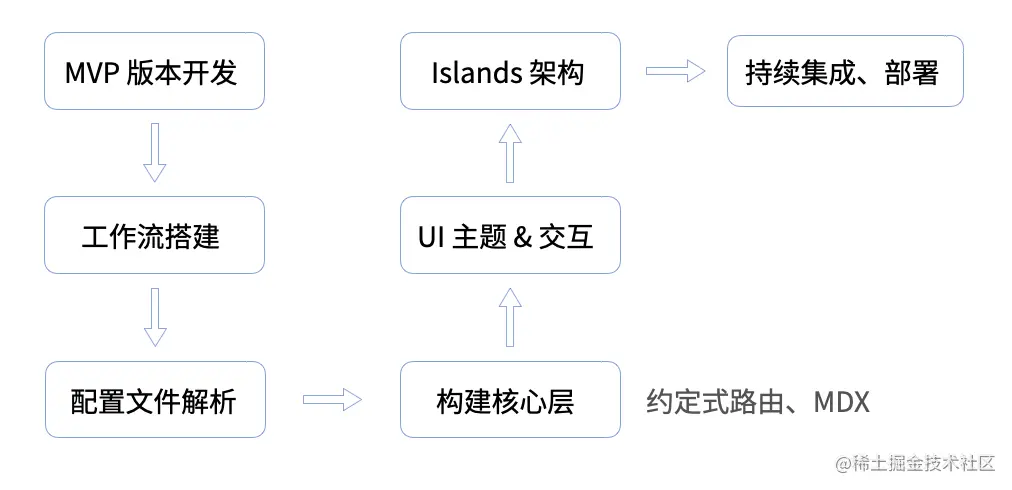 MVP 版本开发
Islands 架构
持续集成、部署
工作流搭建
UI 主题 & 交互
配置文件解析
构建核心层
约定式路由、MDX
@稀土掘金技术社区